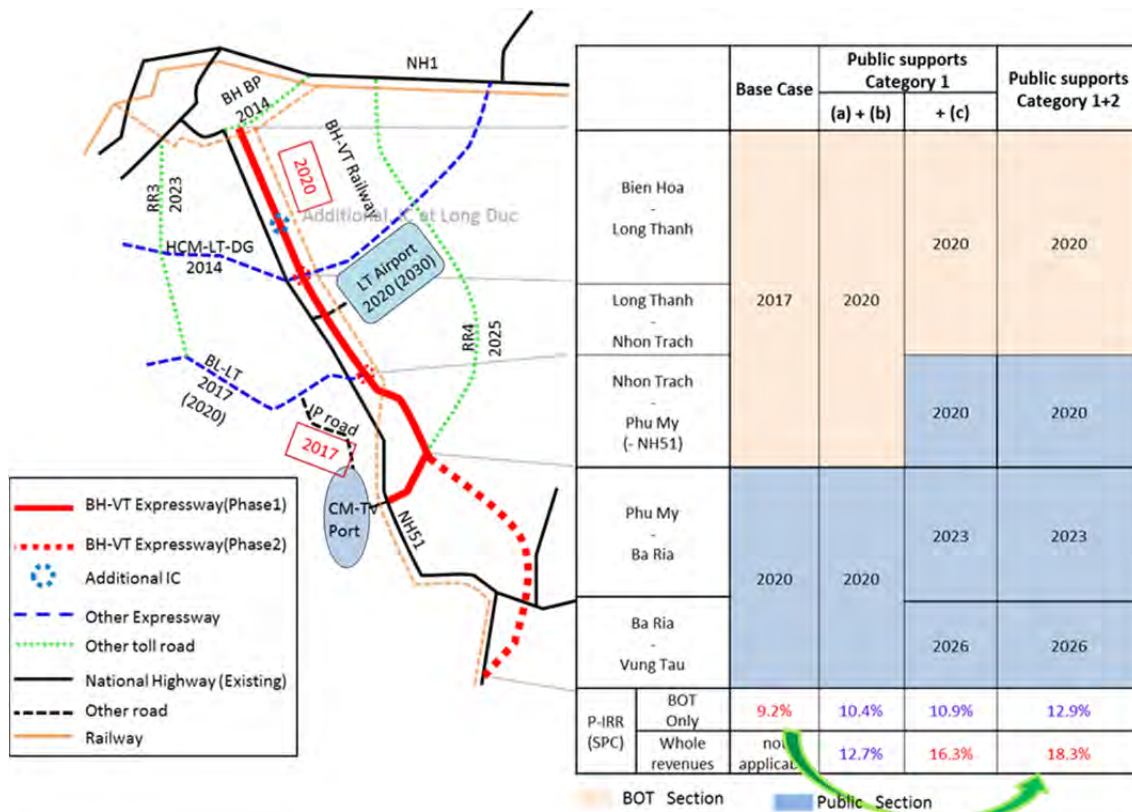 NH1
BH BP
2014
2020
BH-VT Railway
RR3
2023
Additional IC at Long Duc
HCM-LT-DG
2014
LT Airport
2020 (2030)
RR4
2025
BL-LT
2017
(2020)
IP road
2017
CM-TV
Port
NH51
BH-VT Expressway(Phase1)
BH-VT Expressway(Phase2)
Additional IC
Other Expressway
Other toll road
National Highway (Existing)
Other road
Railway
Base Case
Public supports
Category 1
Public supports
Category 1+2
(a) + (b)
+ (c)
Bien Hoa
-
Long Thanh
2017
2020
2020
2020
Long Thanh
-
Nhon Trach
Nhon Trach
-
Phu My
(- NH51)
2020
2020
Phu My
-
Ba Ria
2020
2020
2023
2023
Ba Ria
-
Vung Tau
2026
2026
P-IRR
(SPC)
BOT
Only
9.2%
10.4%
10.9%
12.9%
Whole
revenues
not
applicab
12.7%
16.3%
18.3%
BOT Section
Public Section